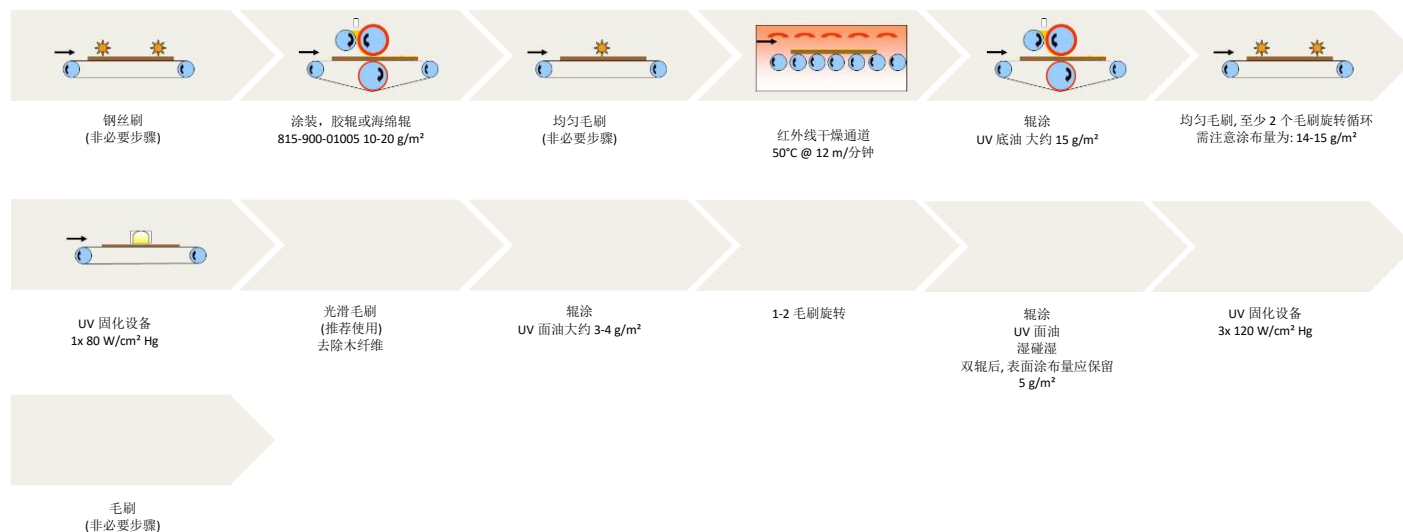 钢丝刷
(非必要步骤)
涂装，胶辊或海绵辊
815-900-01005 10-20 g/m²
均匀毛刷
(非必要步骤)
红外线干燥通道
50°C @ 12 m/分钟
辊涂
UV 底油 大约 15 g/m²
均匀毛刷, 至少 2 个毛刷旋转循环
需注意涂布量为: 14-15 g/m²
UV 固化设备
1x 80 W/cm² Hg
光滑毛刷
(推荐使用)
去除木纤维
辊涂
UV 面油大约 3-4 g/m²
1-2 毛刷旋转
辊涂
UV 面油
湿碰湿
双辊后, 表面涂布量应保留
5 g/m²
UV 固化设备
3x 120 W/cm² Hg
毛刷
(非必要步骤)